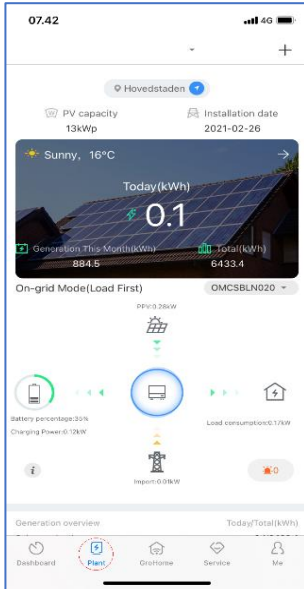 07.42
4G
Hovedstaden
PV capacity
13kWp
Installation date
2021-02-26
Sunny, 16°C
Today(kWh)
0.1
Generation This Month(kWh)
884.5
Total(kWh)
6433.4
On-grid Mode(Load First)
OMCSBLN020
PPV:0.28kW
Battery percentage:35%
Charging Power:0.12kW
Load consumption:0.17kW
Import:0.01kW
0
Generation overview
Today/Total(kWh)
Dashboard
Plant
GroHome
Service
Me